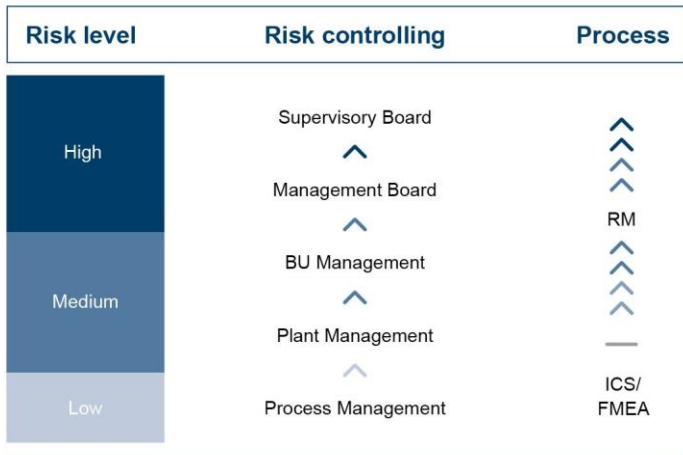 Risk level
Risk controlling
Process
High
Supervisory Board
Management Board
RM
Medium
BU Management
Plant Management
Low
Process Management
ICS/
FMEA